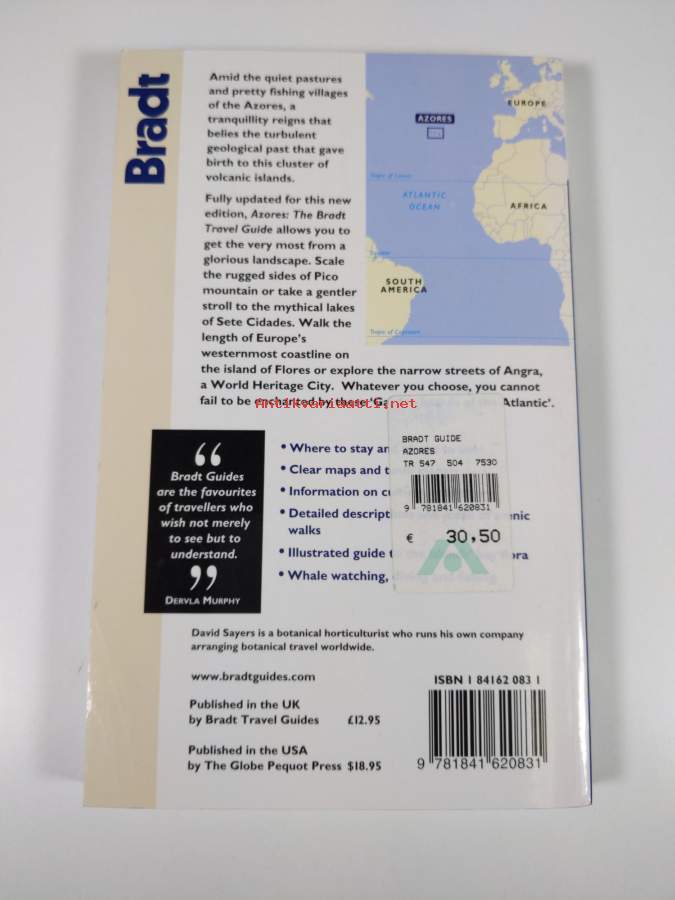 Bradt
Amid the quiet pastures
and pretty fishing villages
of the Azores, a
tranquillity reigns that
belies the turbulent
geological past that gave
birth to this cluster of
volcanic islands.
Fully updated for this new
edition, Azores: The Bradt
Travel Guide allows you to
get the very most from a
glorious landscape. Scale
the rugged sides of Pico
mountain or take a gentler
stroll to the mythical lakes
of Sete Cidades. Walk the
length of Europe's
westernmost coastline on
the island of Flores or explore the narrow streets of Angra,
a World Heritage City. Whatever you choose, you cannot
fail to be enchanted by these Atlantic'.
AZORES
EUROPE
Tropic of Cancer
ATLANTIC
OCEAN
AFRICA
Equator
SOUTH
AMERICA
Tropic of Capricorn
Antikvariaatti.net
“
Bradt Guides
are the favourites
of travellers who
wish not merely
to see but to
understand.
”
DERVLA MURPHY
• Where to stay
• Clear maps and
• Information on
• Detailed
walks
• Illustrated guide
• Whale watching,
BRADT GUIDE
AZORES
TR 547 504 7530
9 781841 620831
€ 30,50
David Sayers is a botanical horticulturist who runs his own company
arranging botanical travel worldwide.
www.bradtguides.com
Published in the UK
by Bradt Travel Guides £12.95
Published in the USA
by The Globe Pequot Press $18.95
ISBN 1 84162 083 1
9 781841 620831